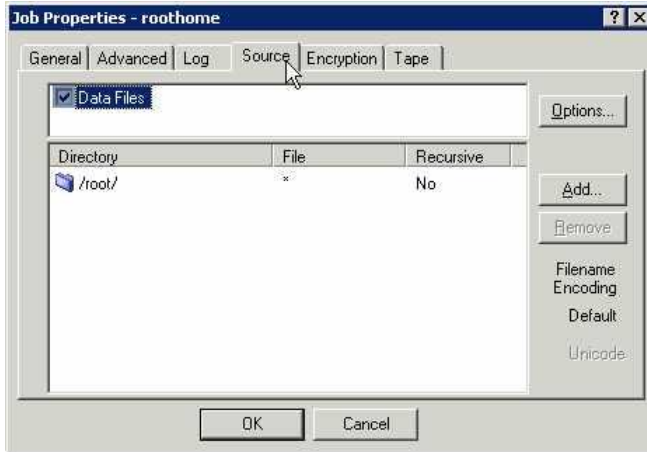 Job Properties - roothome
General Advanced Log Source Encryption Tape
Data Files
Options...
Directory File Recursive
/root/ * No
Add...
Remove
Filename
Encoding
Default
Unicode
OK Cancel